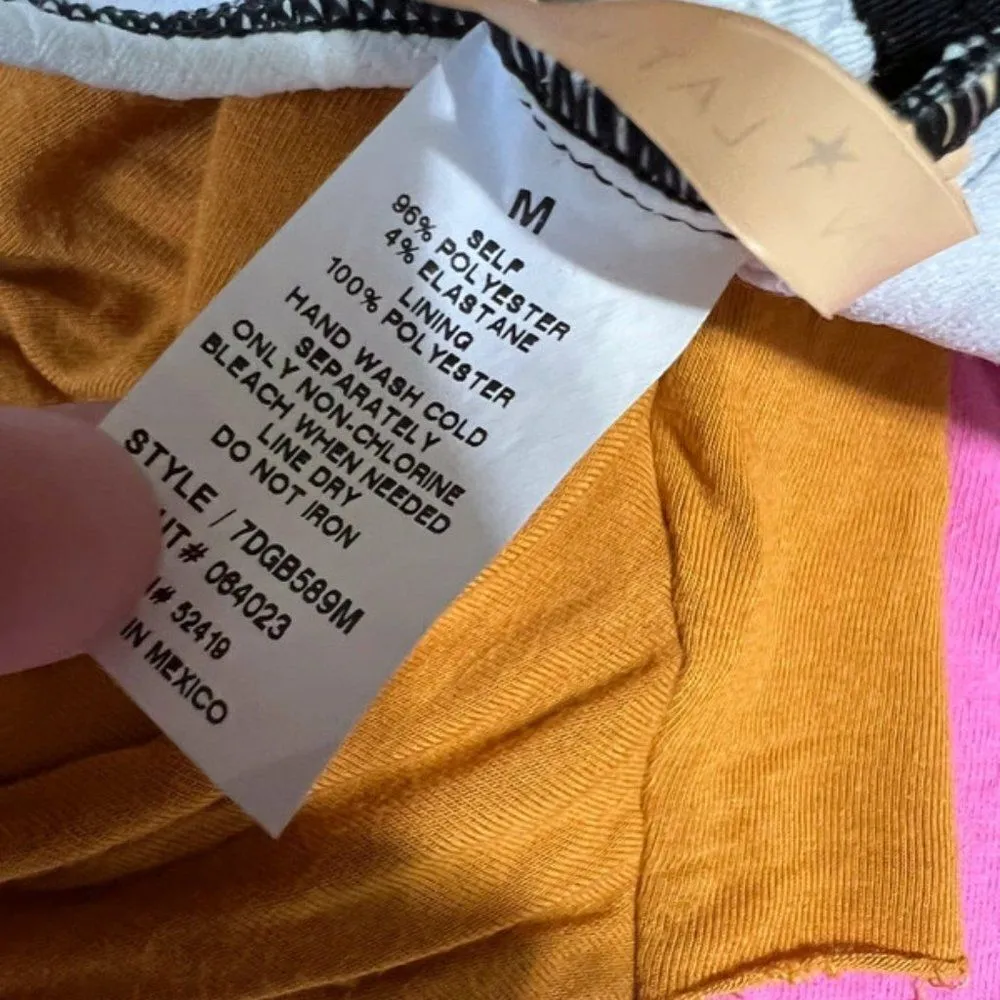 M
SELF
96% POLYESTER
4% ELASTANE
LINING
100% POLYESTER
HAND WASH COLD
SEPARATELY
ONLY NON-CHLORINE
BLEACH WHEN NEEDED
LINE DRY
DO NOT IRON
STYLE / 7DGB589M
# 064023
# 52419
IN MEXICO